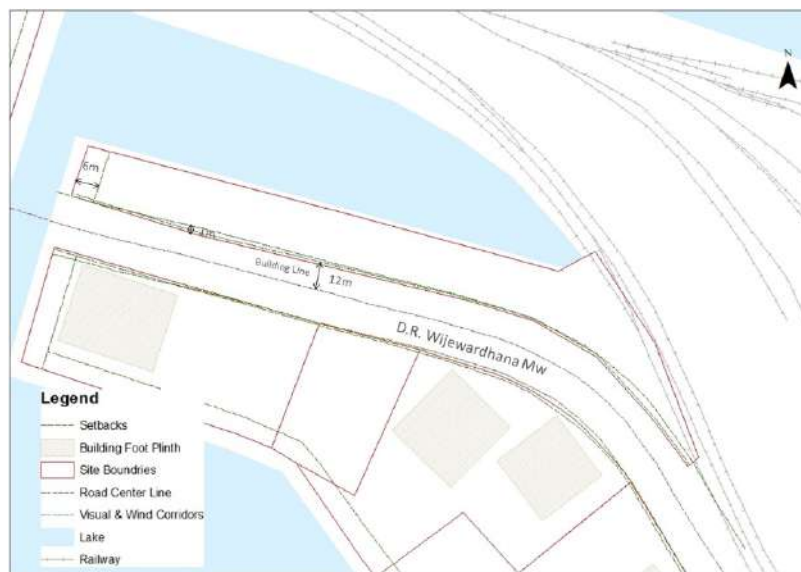 N
6m
Building Line
12m
D.R. Wijewardhana Mw
Legend
Setbacks
Building Foot Plinth
Site Boundries
Road Center Line
Visual & Wind Corridors
Lake
Railway